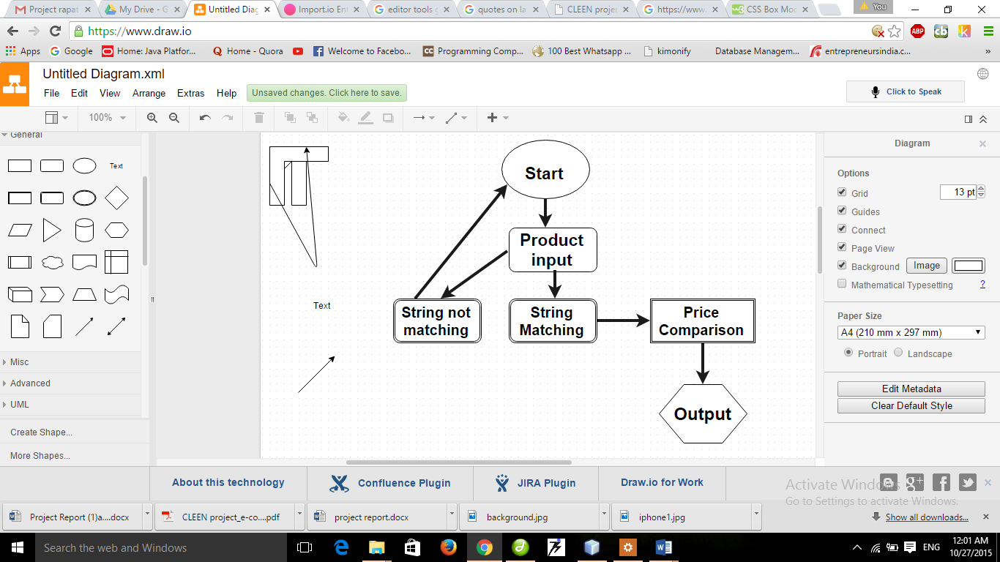 Project rapat
My Drive - G
Untitled Diag
Import.io Ent
editor tools g
quotes on la
CLEEN projec
https://www.
CSS Box Mod
You
https://www.draw.io
ABP
cb
k
Apps
Google
Home: Java Platfor...
Home - Quora
Welcome to Facebo...
Programming Comp...
100 Best Whatsapp ...
kimonify
Database Managem...
entrepreneursindia.c...
»
Untitled Diagram.xml
File Edit View Arrange Extras Help
Unsaved changes. Click here to save.
Click to Speak
100%
General
Text
Misc
Advanced
UML
Create Shape...
More Shapes...
Start
Product
input
String not
matching
String
Matching
Price
Comparison
Output
Text
Diagram
Options
Grid
13 pt
Guides
Connect
Page View
Background
Image
Mathematical Typesetting
?
Paper Size
A4 (210 mm x 297 mm)
Portrait
Landscape
Edit Metadata
Clear Default Style
About this technology
Confluence Plugin
JIRA Plugin
Draw.io for Work
Activate Windows
Go to Settings to activate Windows.
Project Report (1)a....docx
CLEEN project_e-co....pdf
project report.docx
background.jpg
iphone1.jpg
Show all downloads...
Search the web and Windows
ENG
12:01 AM
10/27/2015